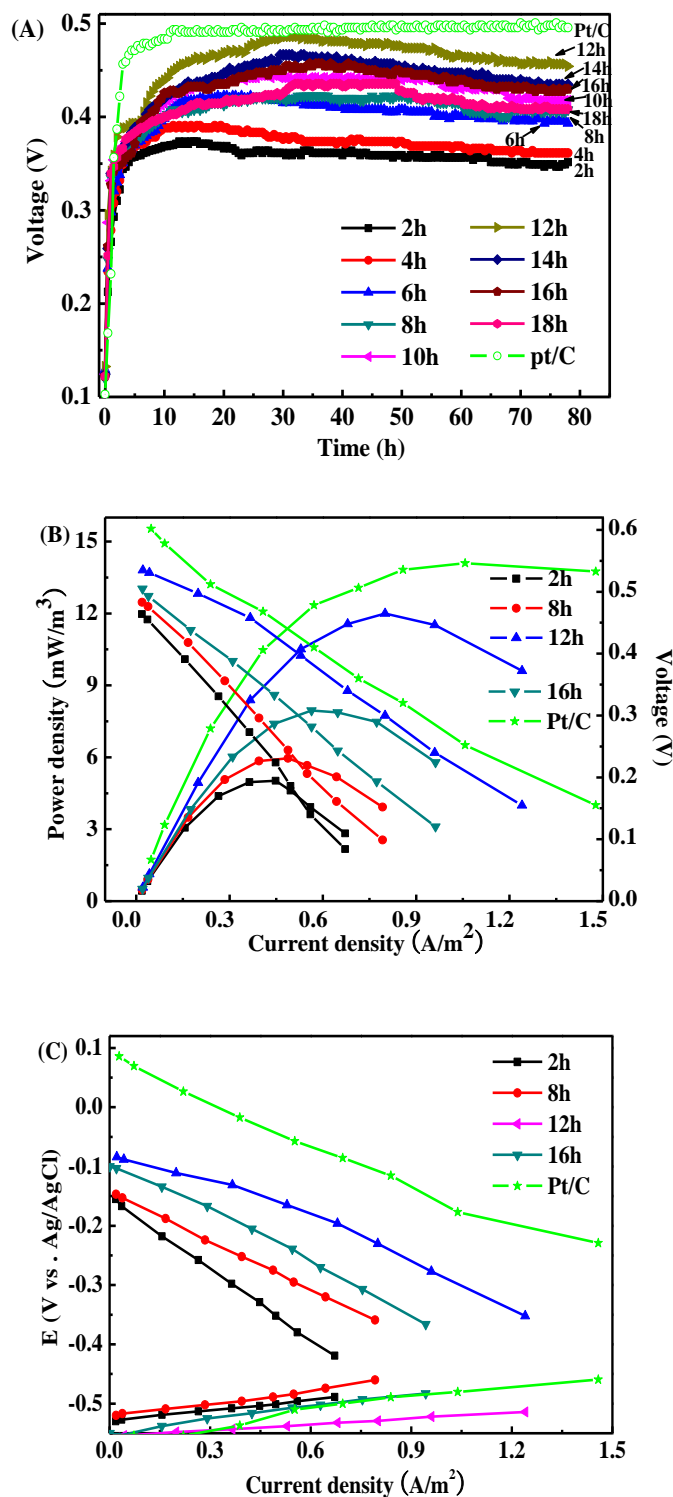 (A)
0.5
0.4
0.3
0.2
0.1
Voltage (V)
Pt/C
12h
14h
16h
10h
18h
8h
6h
4h
2h
2h
4h
6h
8h
10h
12h
14h
16h
18h
pt/C
0 10 20 30 40 50 60 70 80
Time (h)
(B)
15
12
9
6
3
0
Power density (mW/m3)
0.6
0.5
0.4
0.3
0.2
0.1
0.0
Voltage (V)
2h
8h
12h
16h
Pt/C
0.0 0.3 0.6 0.9 1.2 1.5
Current density (A/m2)
(C)
0.1
0.0
-0.1
-0.2
-0.3
-0.4
-0.5
E (V vs . Ag/AgCl)
2h
8h
12h
16h
Pt/C
0.0 0.3 0.6 0.9 1.2 1.5
Current density (A/m2)